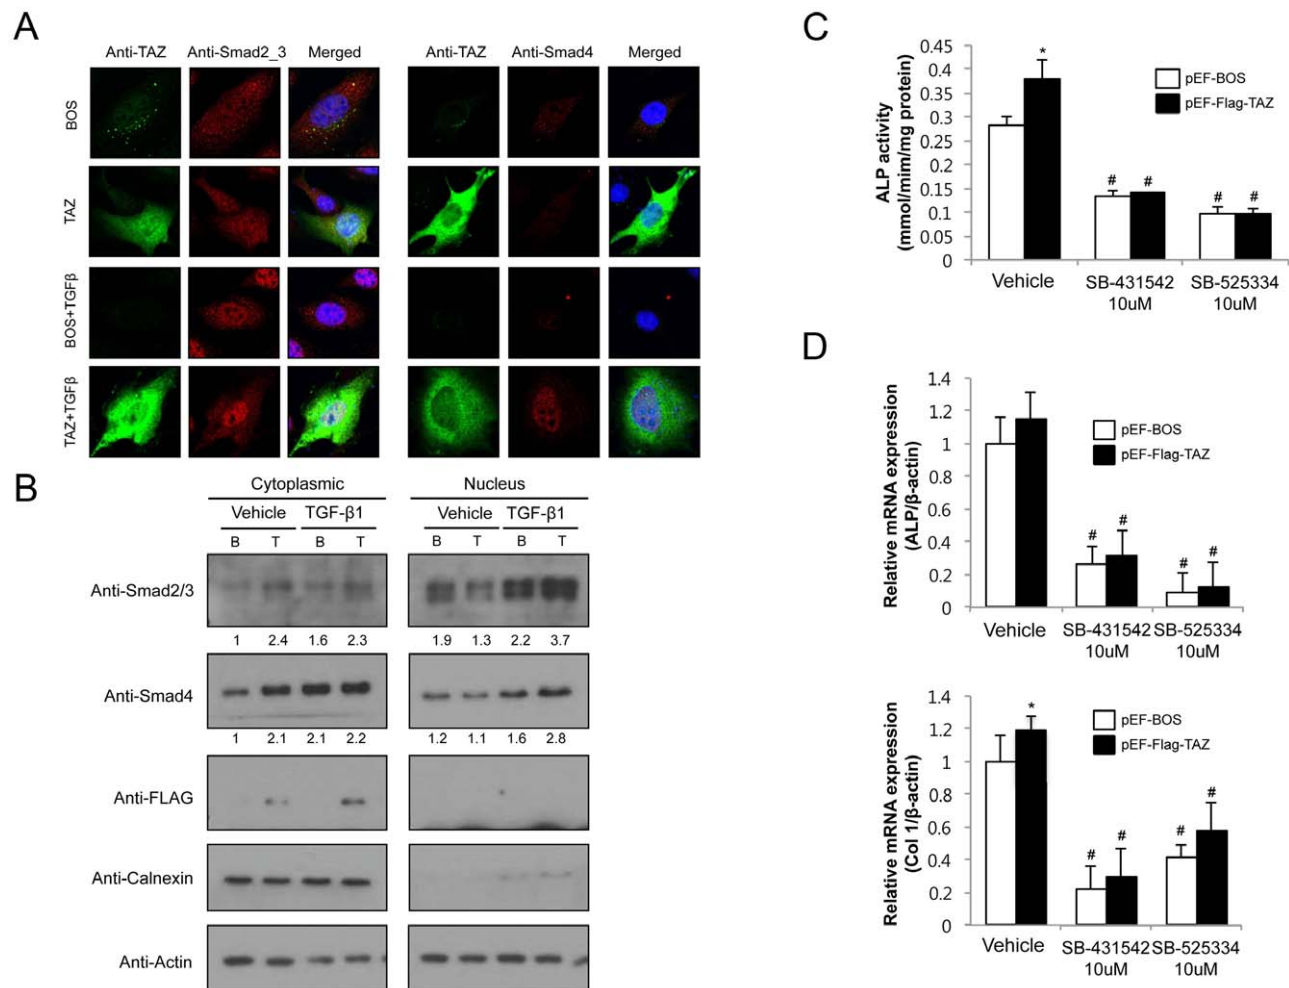 A
Anti-TAZ Anti-Smad2_3 Merged Anti-TAZ Anti-Smad4 Merged
BOS
TAZ
BOS+TGFβ
TAZ+TGFβ
B
Cytoplasmic Nucleus
Vehicle TGF-β1 Vehicle TGF-β1
B T B T B T B T
Anti-Smad2/3
1 2.4 1.6 2.3 1.9 1.3 2.2 3.7
Anti-Smad4
1 2.1 2.1 2.2 1.2 1.1 1.6 2.8
Anti-FLAG
Anti-Calnexin
Anti-Actin
C
ALP activity
(mmol/mim/mg protein)
0.45
0.4
0.35
0.3
0.25
0.2
0.15
0.1
0.05
0
*
# # # #
pEF-BOS
pEF-Flag-TAZ
Vehicle SB-431542 SB-525334
10uM 10uM
D
Relative mRNA expression
(ALP/β-actin)
1.4
1.2
1
0.8
0.6
0.4
0.2
0
# # # #
pEF-BOS
pEF-Flag-TAZ
Vehicle SB-431542 SB-525334
10uM 10uM
Relative mRNA expression
(Col 1/β-actin)
1.4
1.2
1
0.8
0.6
0.4
0.2
0
*
# # # #
pEF-BOS
pEF-Flag-TAZ
Vehicle SB-431542 SB-525334
10uM 10uM